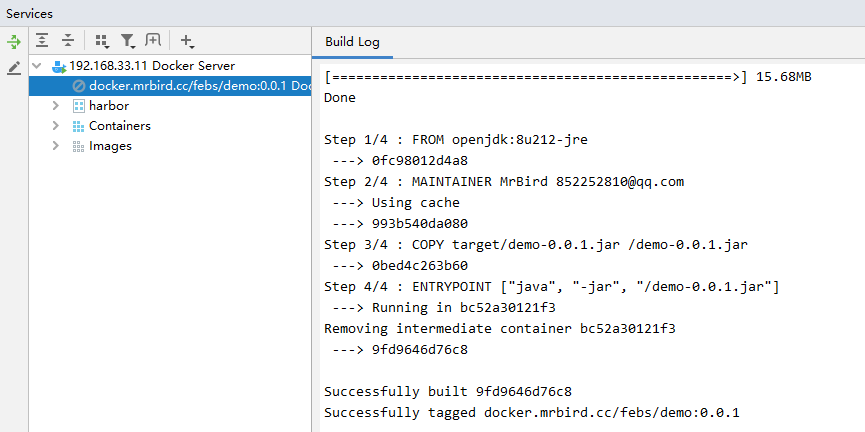 Services
192.168.33.11 Docker Server
docker.mrbird.cc/febs/demo:0.0.1 Doc
harbor
Containers
Images
Build Log
[==================================================>] 15.68MB
Done
Step 1/4 : FROM openjdk:8u212-jre
---> 0fc98012d4a8
Step 2/4 : MAINTAINER MrBird 852252810@qq.com
---> Using cache
---> 993b540da080
Step 3/4 : COPY target/demo-0.0.1.jar /demo-0.0.1.jar
---> 0bed4c263b60
Step 4/4 : ENTRYPOINT ["java", "-jar", "/demo-0.0.1.jar"]
---> Running in bc52a30121f3
Removing intermediate container bc52a30121f3
---> 9fd9646d76c8
Successfully built 9fd9646d76c8
Successfully tagged docker.mrbird.cc/febs/demo:0.0.1